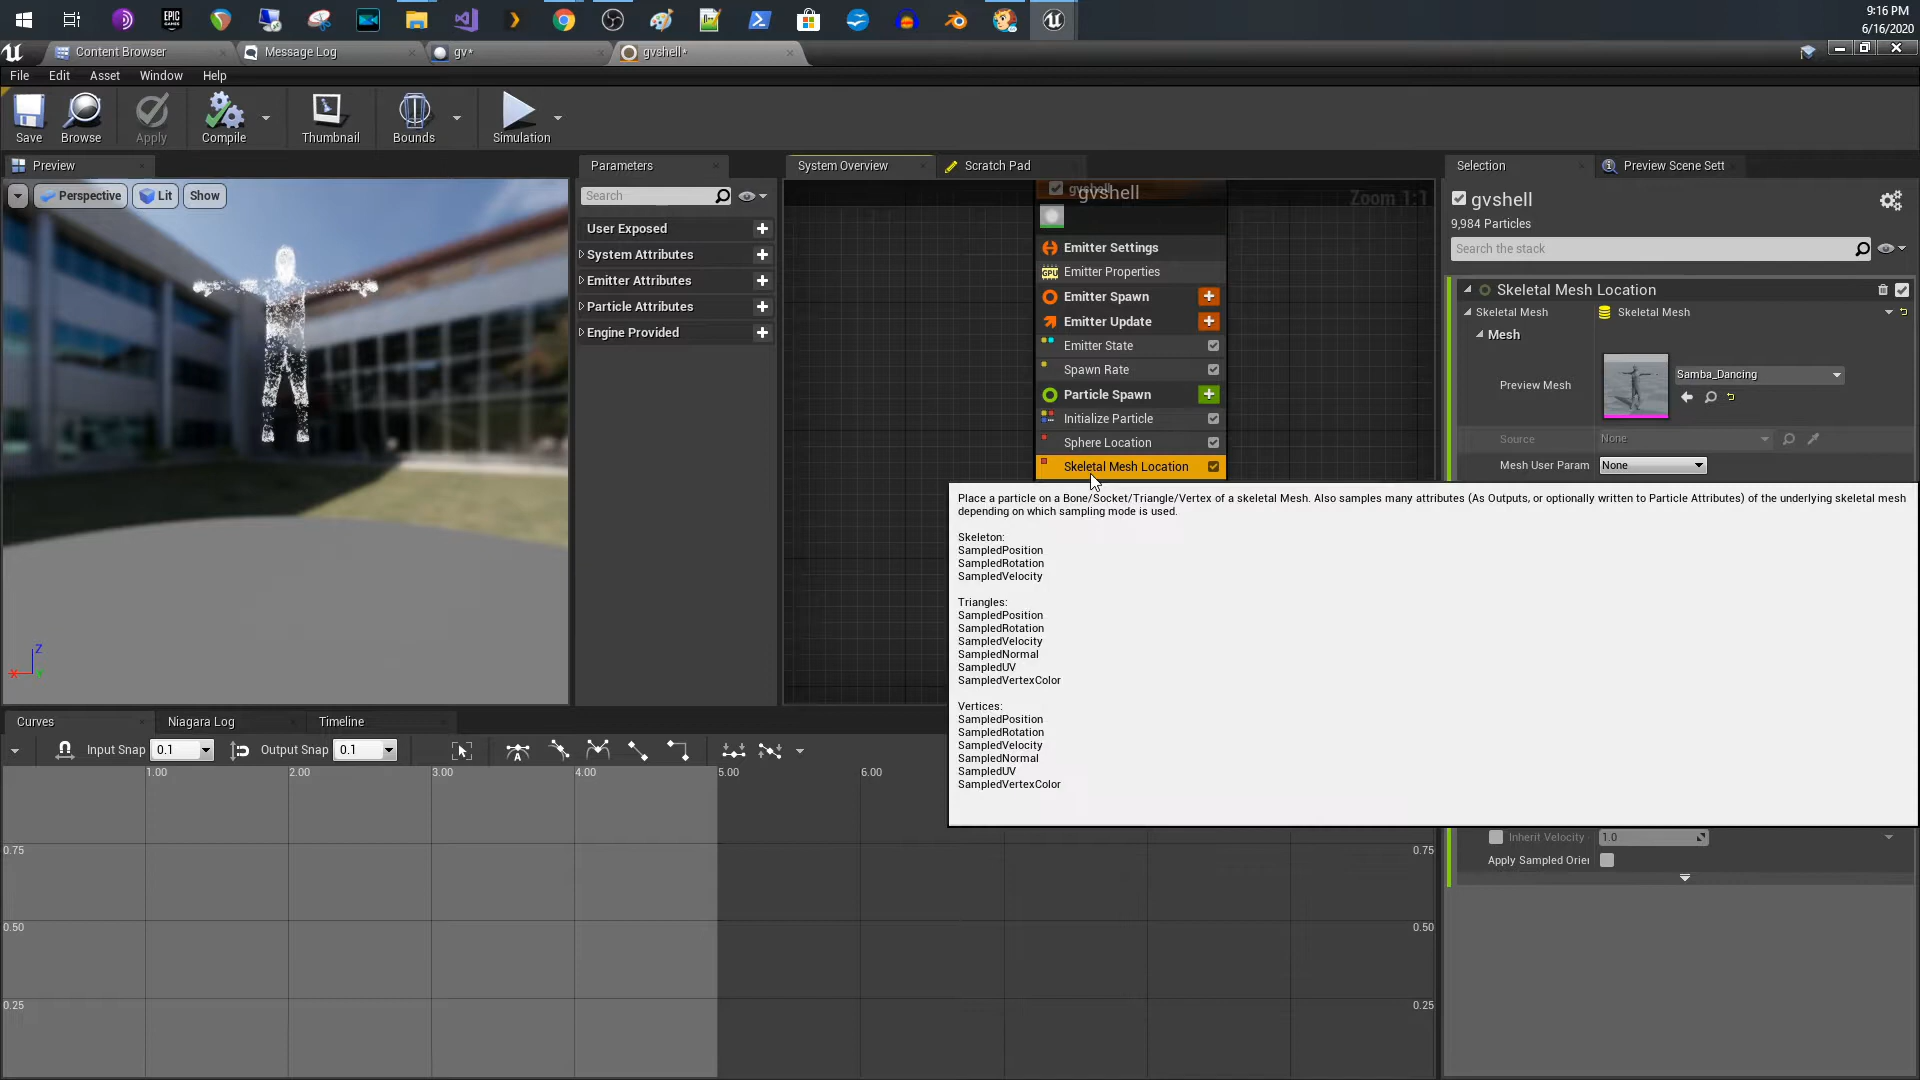 9:16 PM
6/16/2020
Content Browser
Message Log
gv*
gvshell*
File
Edit
Asset
Window
Help
Save
Browse
Apply
Compile
Thumbnail
Bounds
Simulation
EPIC
GAMES
Preview
Perspective
Lit
Show
Z
X
Parameters
Search
User Exposed
System Attributes
Emitter Attributes
Particle Attributes
Engine Provided
System Overview
Scratch Pad
gvshell
gvshell
Zoom 1:1
Emitter Settings
GPU
Emitter Properties
Emitter Spawn
Emitter Update
Emitter State
Spawn Rate
Particle Spawn
Initialize Particle
Sphere Location
Skeletal Mesh Location
Place a particle on a Bone/Socket/Triangle/Vertex of a skeletal Mesh. Also samples many attributes (As Outputs, or optionally written to Particle Attributes) of the underlying skeletal mesh
depending on which sampling mode is used.
Skeleton:
SampledPosition
SampledRotation
SampledVelocity
Triangles:
SampledPosition
SampledRotation
SampledVelocity
SampledNormal
SampledUV
SampledVertexColor
Vertices:
SampledPosition
SampledRotation
SampledVelocity
SampledNormal
SampledUV
SampledVertexColor
Selection
Preview Scene Sett
gvshell
9,984 Particles
Search the stack
Skeletal Mesh Location
Skeletal Mesh
Skeletal Mesh
Mesh
Preview Mesh
Samba_Dancing
Source
None
Mesh User Param
None
Inherit Velocity
1.0
Apply Sampled Orier
Curves
Niagara Log
Timeline
Input Snap
0.1
Output Snap
0.1
1.00
2.00
3.00
4.00
5.00
6.00
0.75
0.75
0.50
0.50
0.25
0.25